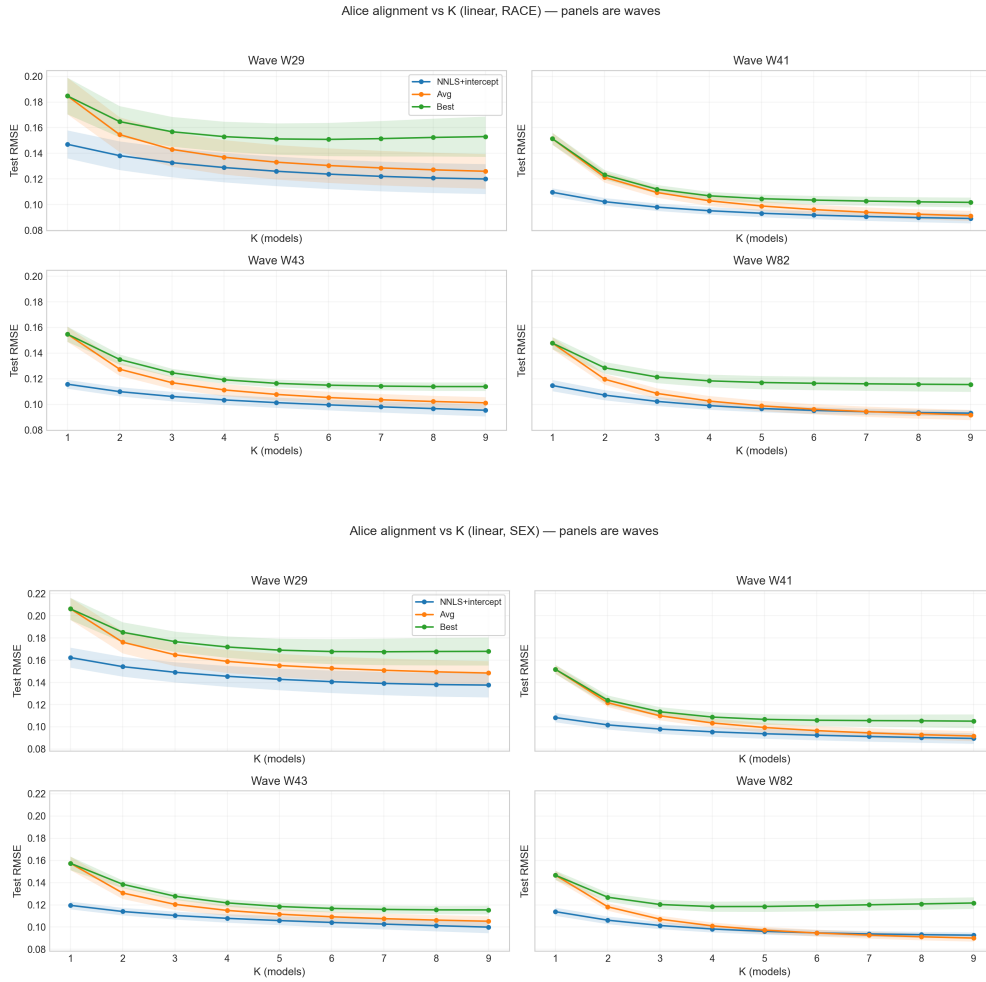 Alice alignment vs K (linear, RACE) — panels are waves
Wave W29
Wave W41
0.20
0.18
0.16
0.14
0.12
0.10
0.08
Test RMSE
NNLS+intercept
Avg
Best
Test RMSE
K (models)
K (models)
Wave W43
Wave W82
0.20
0.18
0.16
0.14
0.12
0.10
0.08
Test RMSE
Test RMSE
1 2 3 4 5 6 7 8 9
1 2 3 4 5 6 7 8 9
K (models)
K (models)
Alice alignment vs K (linear, SEX) — panels are waves
Wave W29
Wave W41
0.22
0.20
0.18
0.16
0.14
0.12
0.10
0.08
Test RMSE
NNLS+intercept
Avg
Best
Test RMSE
K (models)
K (models)
Wave W43
Wave W82
0.22
0.20
0.18
0.16
0.14
0.12
0.10
0.08
Test RMSE
Test RMSE
1 2 3 4 5 6 7 8 9
1 2 3 4 5 6 7 8 9
K (models)
K (models)